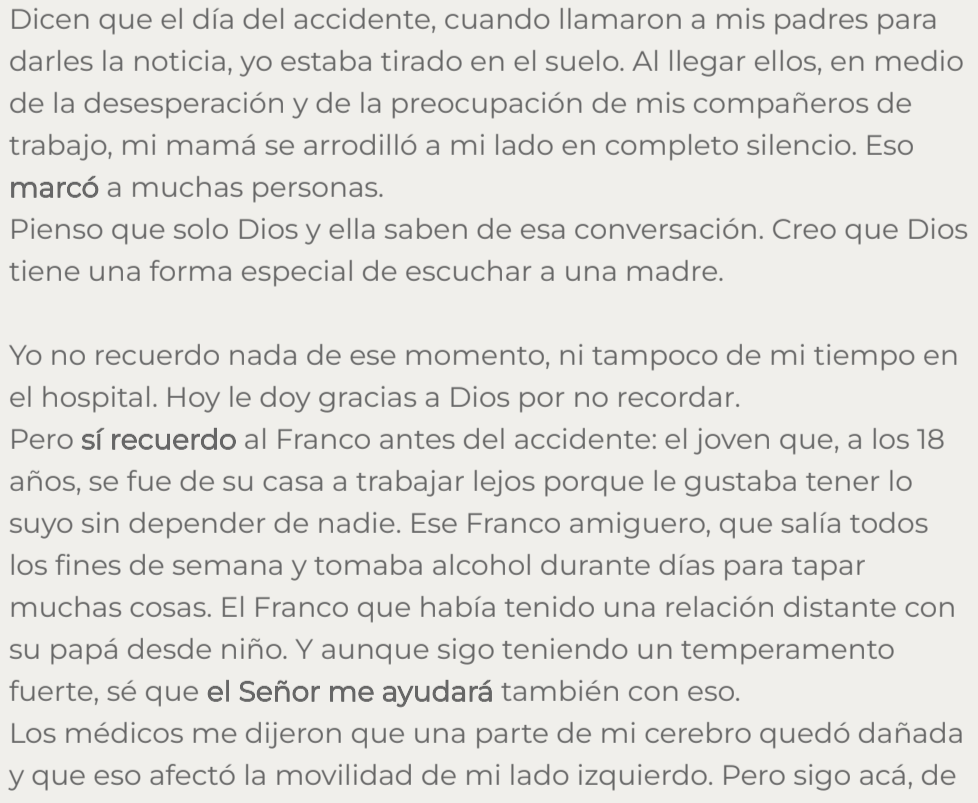 Dicen que el día del accidente, cuando llamaron a mis padres para
darles la noticia, yo estaba tirado en el suelo. Al llegar ellos, en medio
de la desesperación y de la preocupación de mis compañeros de
trabajo, mi mamá se arrodilló a mi lado en completo silencio. Eso
marcó a muchas personas.
Pienso que solo Dios y ella saben de esa conversación. Creo que Dios
tiene una forma especial de escuchar a una madre.
Yo no recuerdo nada de ese momento, ni tampoco de mi tiempo en
el hospital. Hoy le doy gracias a Dios por no recordar.
Pero sí recuerdo al Franco antes del accidente: el joven que, a los 18
años, se fue de su casa a trabajar lejos porque le gustaba tener lo
suyo sin depender de nadie. Ese Franco amiguero, que salía todos
los fines de semana y tomaba alcohol durante días para tapar
muchas cosas. El Franco que había tenido una relación distante con
su papá desde niño. Y aunque sigo teniendo un temperamento
fuerte, sé que el Señor me ayudará también con eso.
Los médicos me dijeron que una parte de mi cerebro quedó dañada
y que eso afectó la movilidad de mi lado izquierdo. Pero sigo acá, de